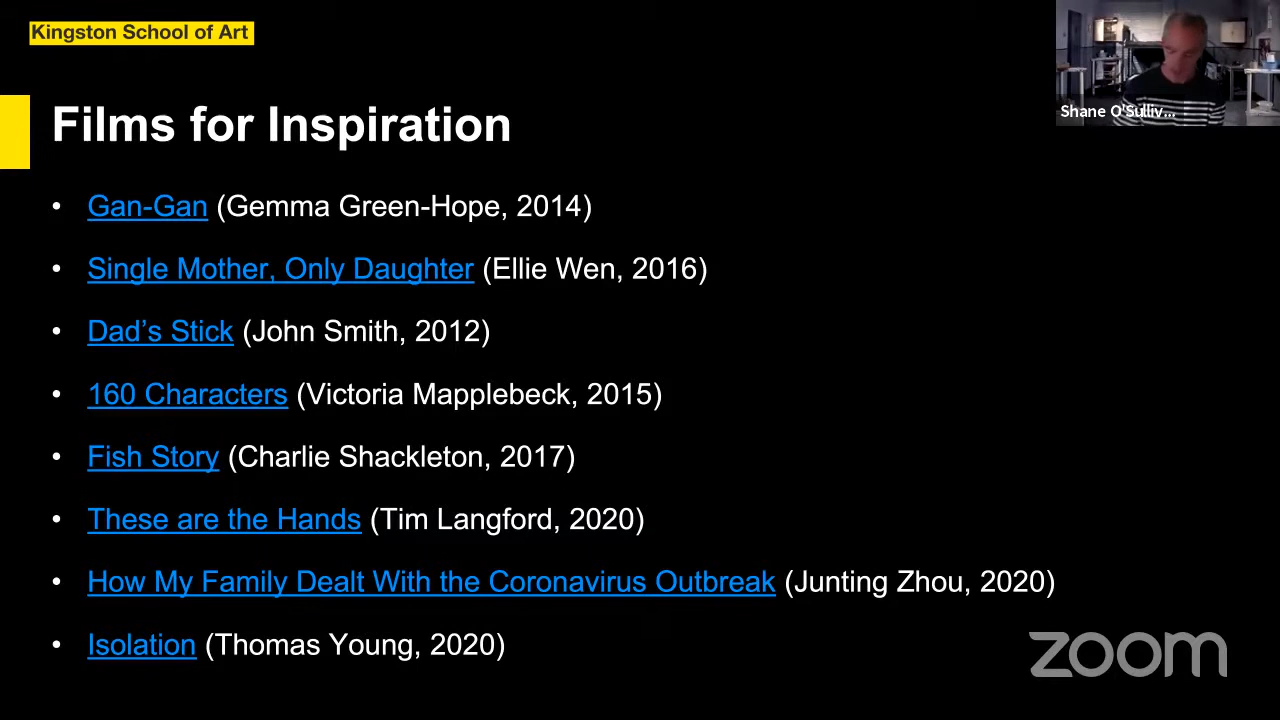 Kingston School of Art
Shane O'Sulliv...
Films for Inspiration
• Gan-Gan (Gemma Green-Hope, 2014)
• Single Mother, Only Daughter (Ellie Wen, 2016)
• Dad’s Stick (John Smith, 2012)
• 160 Characters (Victoria Mapplebeck, 2015)
• Fish Story (Charlie Shackleton, 2017)
• These are the Hands (Tim Langford, 2020)
• How My Family Dealt With the Coronavirus Outbreak (Junting Zhou, 2020)
• Isolation (Thomas Young, 2020)
zoom